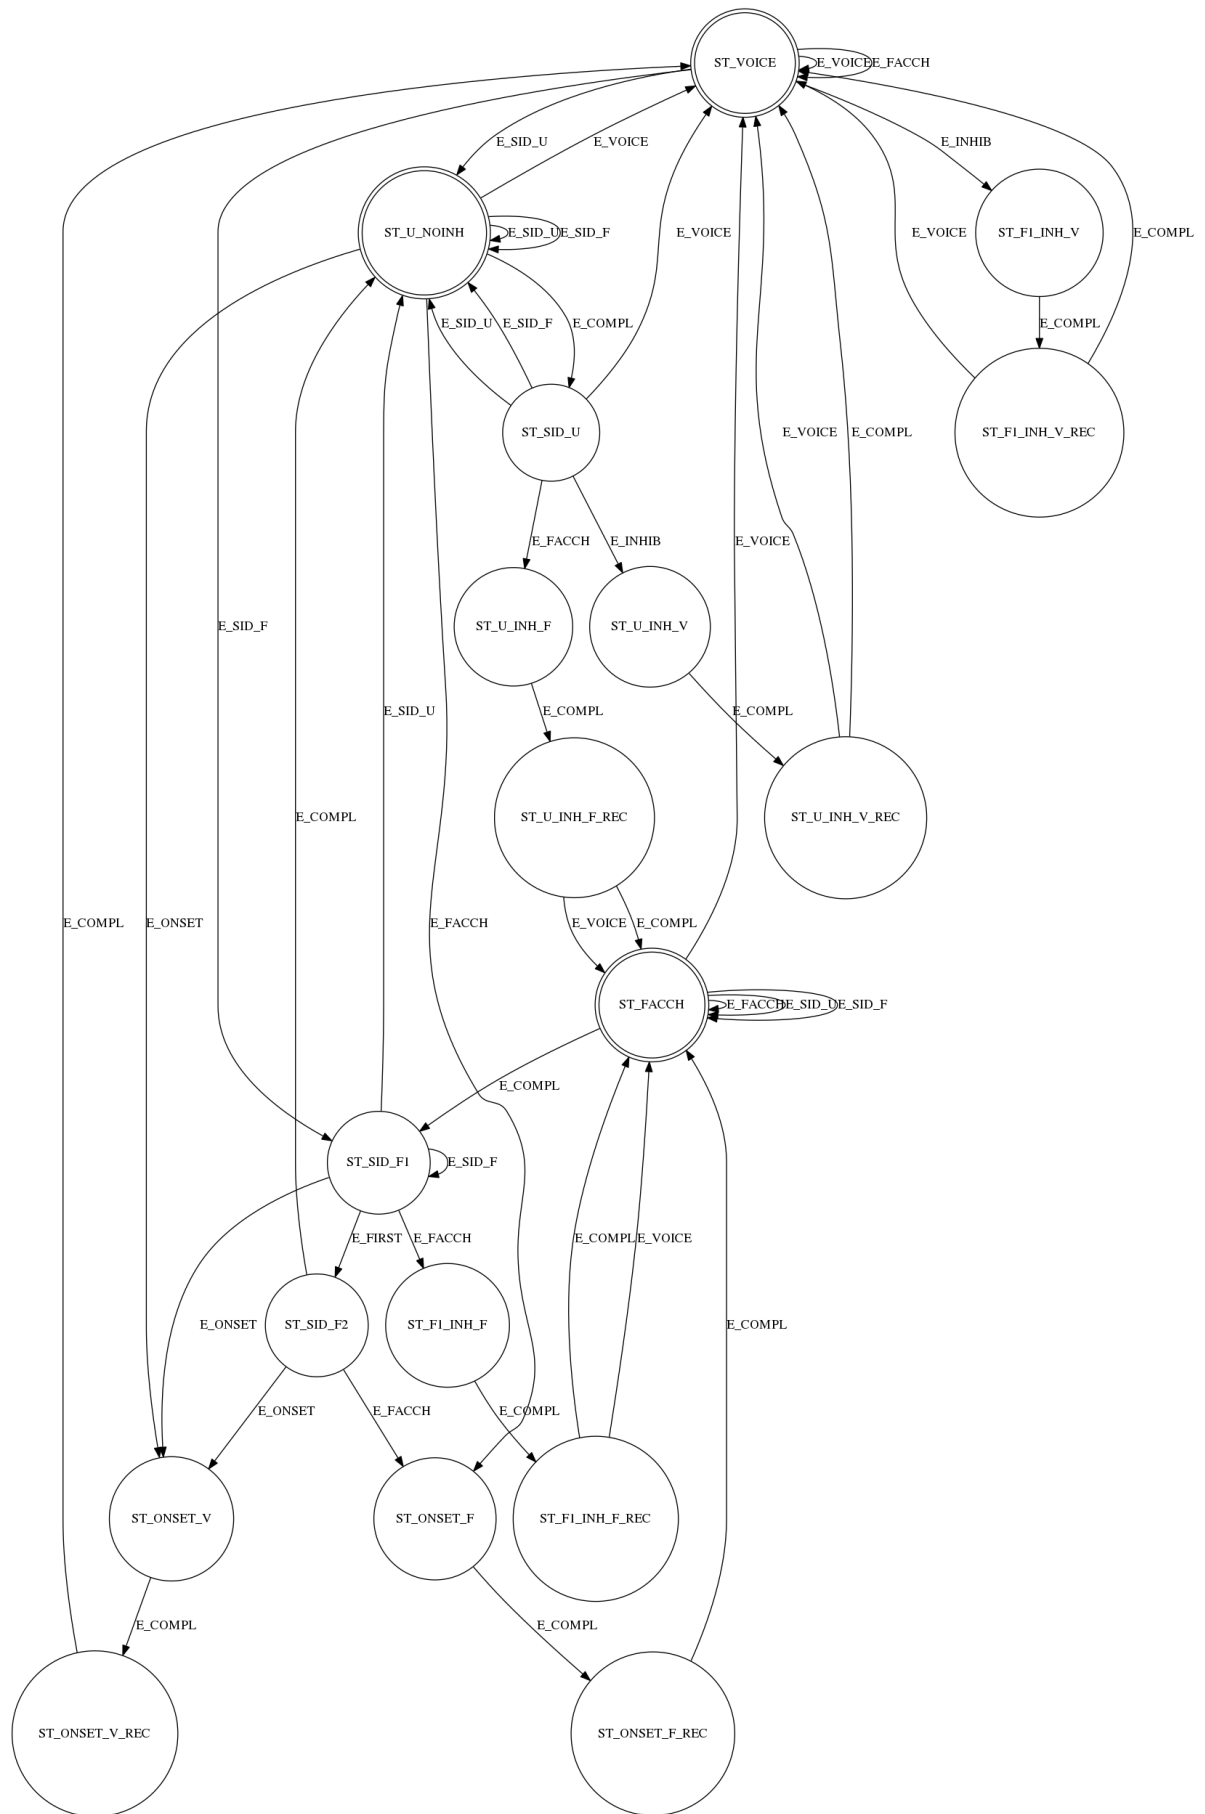 ST_VOICE
E_VOICE
E_FACCH
E_SID_U
E_VOICE
E_INHIB
ST_U_NOINH
E_SID_U
E_SID_F
E_VOICE
E_VOICE
ST_F1_INH_V
E_COMPL
E_SID_U
E_SID_F
E_COMPL
E_COMPL
ST_SID_U
E_VOICE
E_COMPL
ST_F1_INH_V_REC
E_FACCH
E_INHIB
E_VOICE
E_SID_F
ST_U_INH_F
ST_U_INH_V
E_SID_U
E_COMPL
E_COMPL
E_COMPL
ST_U_INH_F_REC
ST_U_INH_V_REC
E_COMPL
E_ONSET
E_FACCH
E_VOICE
E_COMPL
ST_FACCH
E_FACCH
E_SID_U
E_SID_F
E_COMPL
ST_SID_F1
E_SID_F
E_FIRST
E_FACCH
E_COMPL
E_VOICE
E_ONSET
ST_SID_F2
ST_F1_INH_F
E_COMPL
E_ONSET
E_FACCH
E_COMPL
ST_ONSET_V
ST_ONSET_F
ST_F1_INH_F_REC
E_COMPL
E_COMPL
ST_ONSET_V_REC
ST_ONSET_F_REC